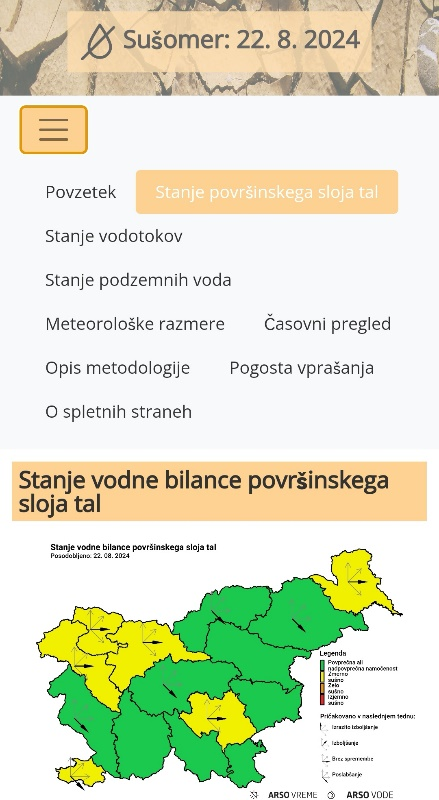 Sušomer: 22. 8. 2024
Povzetek Stanje površinskega sloja tal
Stanje vodotokov
Stanje podzemnih voda
Meteorološke razmere Časovni pregled
Opis metodologije Pogosta vprašanja
O spletnih straneh
Stanje vodne bilance površinskega
sloja tal
Stanje vodne bilance površinskega sloja tal
Posodobljeno: 22. 08. 2024
Legenda
Povprečna ali
nadpovprečna namočenost
Zmerno
sušno
Zelo
sušno
Izjemno
sušno
Pričakovano v naslednjem tednu:
Izrazito izboljšanje
Izboljšanje
Brez spremembe
Poslabšanje
ARSO VREME ARSO VODE